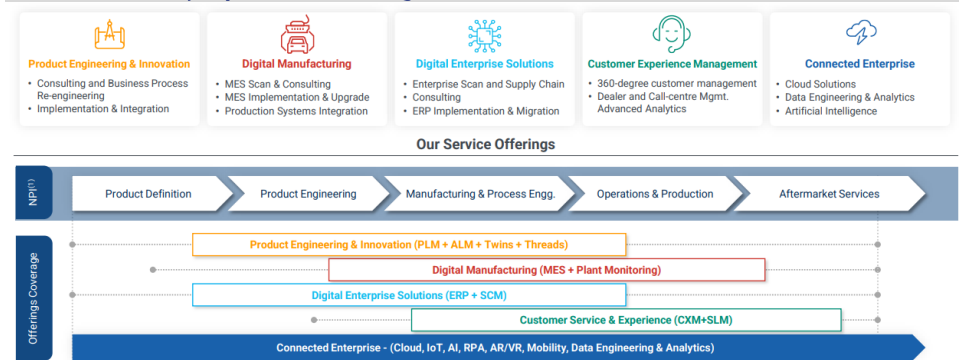 Product Engineering & Innovation
• Consulting and Business Process
Re-engineering
• Implementation & Integration
Digital Manufacturing
• MES Scan & Consulting
• MES Implementation & Upgrade
• Production Systems Integration
Digital Enterprise Solutions
• Enterprise Scan and Supply Chain
• Consulting
• ERP Implementation & Migration
Customer Experience Management
• 360-degree customer management
• Dealer and Call-centre Mgmt.
Advanced Analytics
Connected Enterprise
• Cloud Solutions
• Data Engineering & Analytics
• Artificial Intelligence
Our Service Offerings
NPI(1)
Product Definition
Product Engineering
Manufacturing & Process Engg.
Operations & Production
Aftermarket Services
Offerings Coverage
Product Engineering & Innovation (PLM + ALM + Twins + Threads)
Digital Manufacturing (MES + Plant Monitoring)
Digital Enterprise Solutions (ERP + SCM)
Customer Service & Experience (CXM+SLM)
Connected Enterprise - (Cloud, IoT, AI, RPA, AR/VR, Mobility, Data Engineering & Analytics)